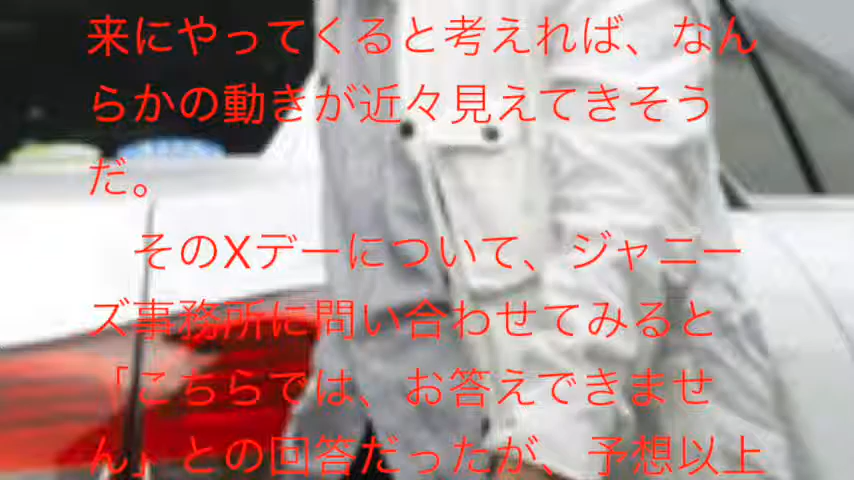 来にやってくると考えれば、なん
らかの動きが近々見えてきそう
だ。
　そのXデーについて、ジャニー
ズ事務所に問い合わせてみると
「こちらでは、お答えできませ
ん」との回答だったが、予想以上